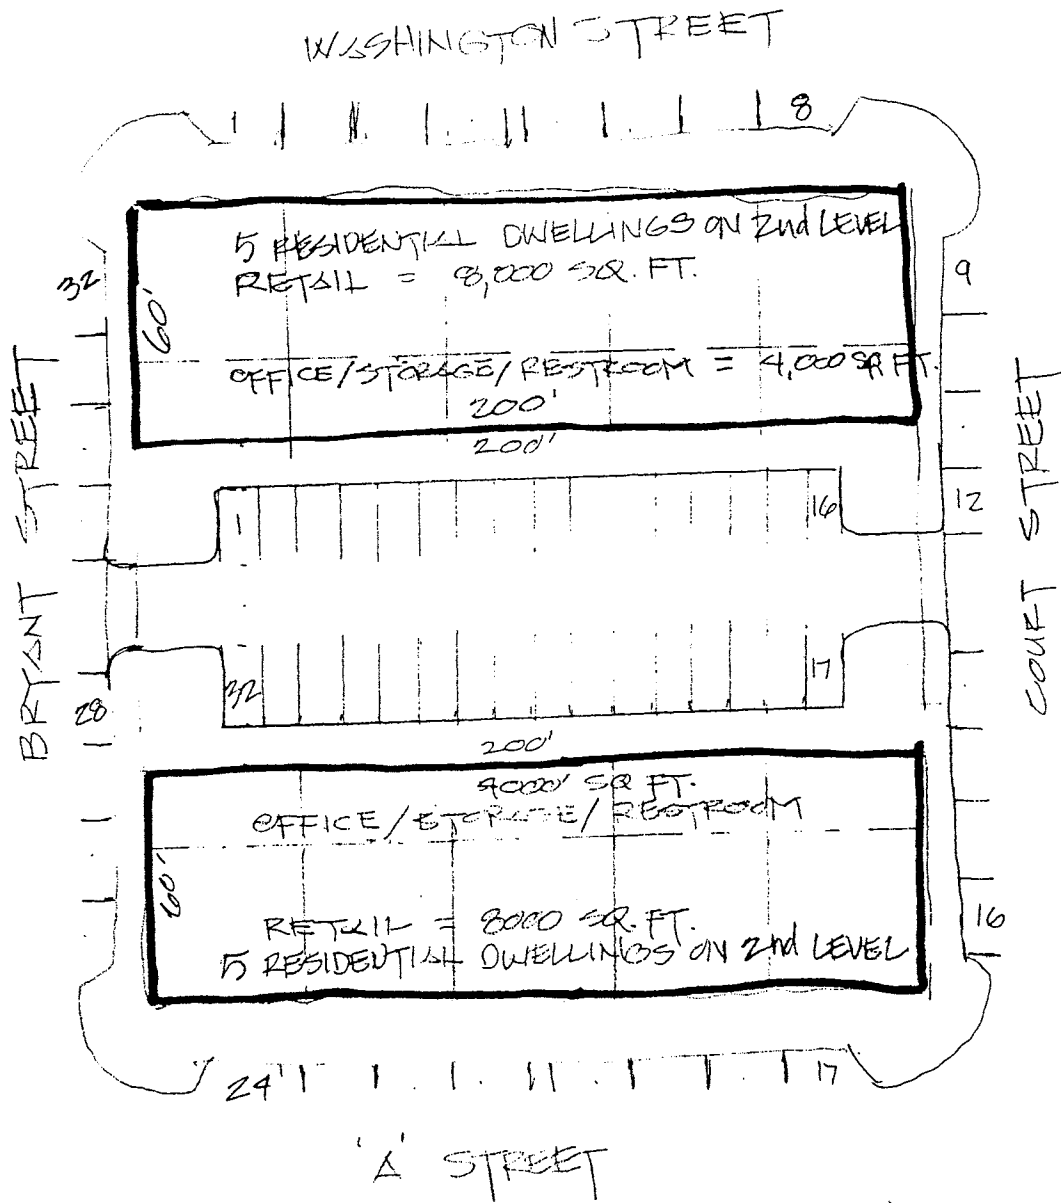 WASHINGTON STREET
1
8
5 RESIDENTIAL DWELLINGS ON 2nd LEVEL
RETAIL = 8,000 SQ. FT.
32
9
60'
OFFICE/STORAGE/RESTROOM = 4,000 SQ FT.
200'
200'
BRYANT STREET
COURT STREET
1
16
12
32
17
28
200'
4000' SQ FT.
OFFICE/STORAGE/RESTROOM
60'
RETAIL = 8000 SQ. FT.
16
5 RESIDENTIAL DWELLINGS ON 2nd LEVEL
24
17
'A' STREET